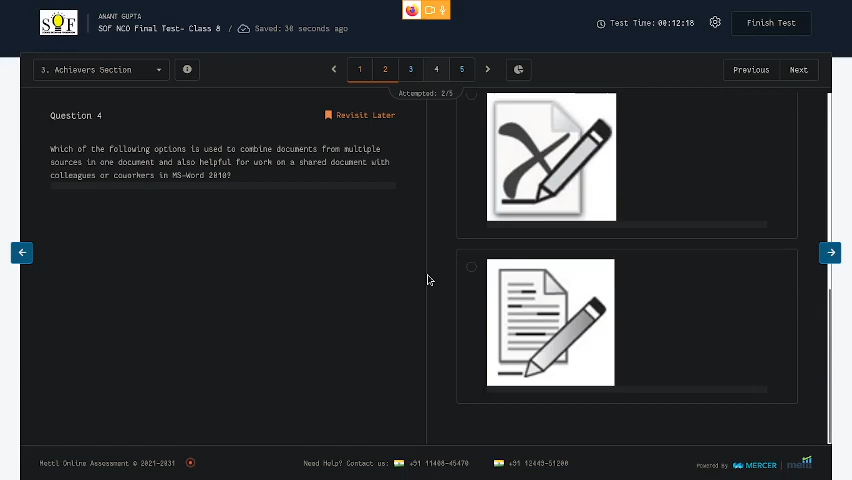 SOF
ANANT GUPTA
SOF NCO Final Test- Class 8 / Saved: 30 seconds ago
Test Time: 00:12:18
Finish Test
3. Achievers Section
1 2 3 4 5
Previous Next
Attempted: 2/5
Question 4
Revisit Later
Which of the following options is used to combine documents from multiple
sources in one document and also helpful for work on a shared document with
colleagues or coworkers in MS-Word 2010?
Mettl Online Assessment © 2021-2031
Need Help? Contact us: +91 11408-45470 +91 12449-51200
Powered by MERCER mettl